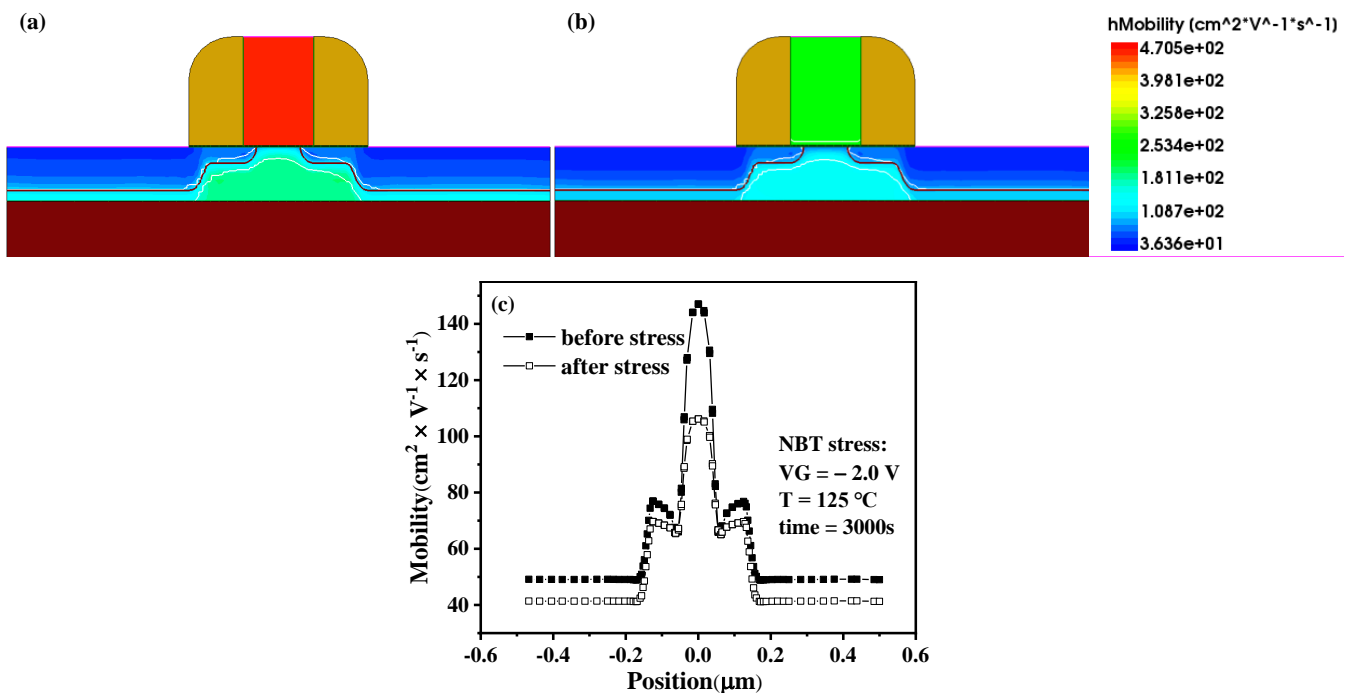 (a)
(b)
hMobility (cm^2*V^-1*s^-1)
4.705e+02
3.981e+02
3.258e+02
2.534e+02
1.811e+02
1.087e+02
3.636e+01
(c)
before stress
after stress
NBT stress:
VG = − 2.0 V
T = 125 °C
time = 3000s
Mobility(cm² × V⁻¹ × s⁻¹)
140
120
100
80
60
40
-0.6 -0.4 -0.2 0.0 0.2 0.4 0.6
Position(μm)